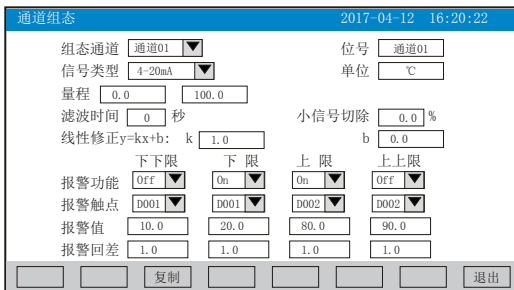 通道组态 2017-04-12 16:20:22
组态通道 通道01 位号 通道01
信号类型 4-20mA 单位 ℃
量程 0.0 100.0
滤波时间 0 秒 小信号切除 0.0 %
线性修正y=kx+b: k 1.0 b 0.0
下下限 下 限 上 限 上上限
报警功能 Off On On Off
报警触点 DO01 DO01 DO02 DO02
报警值 10.0 20.0 80.0 90.0
报警回差 1.0 1.0 1.0 1.0
复制 退出